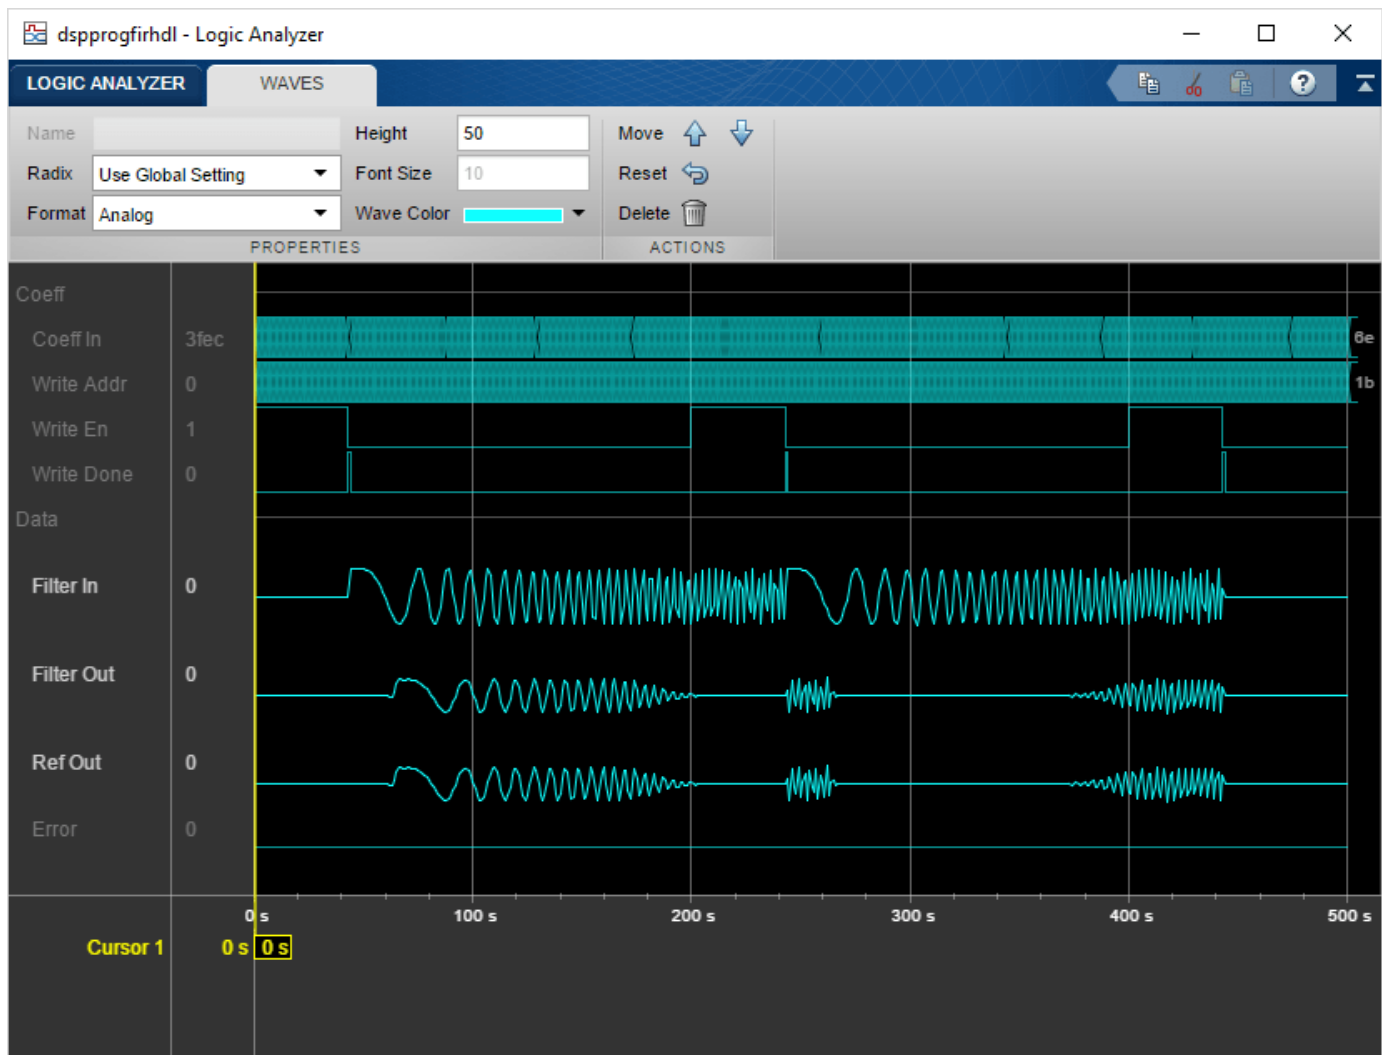 dspprogfirhdl - Logic Analyzer
LOGIC ANALYZER WAVES
Name Height 50 Move
Radix Use Global Setting Font Size 10 Reset
Format Analog Wave Color Delete
PROPERTIES ACTIONS
Coeff
Coeff In 3fec 6e
Write Addr 0 1b
Write En 1
Write Done 0
Data
Filter In 0
Filter Out 0
Ref Out 0
Error 0
0 s 100 s 200 s 300 s 400 s 500 s
Cursor 1 0 s 0 s